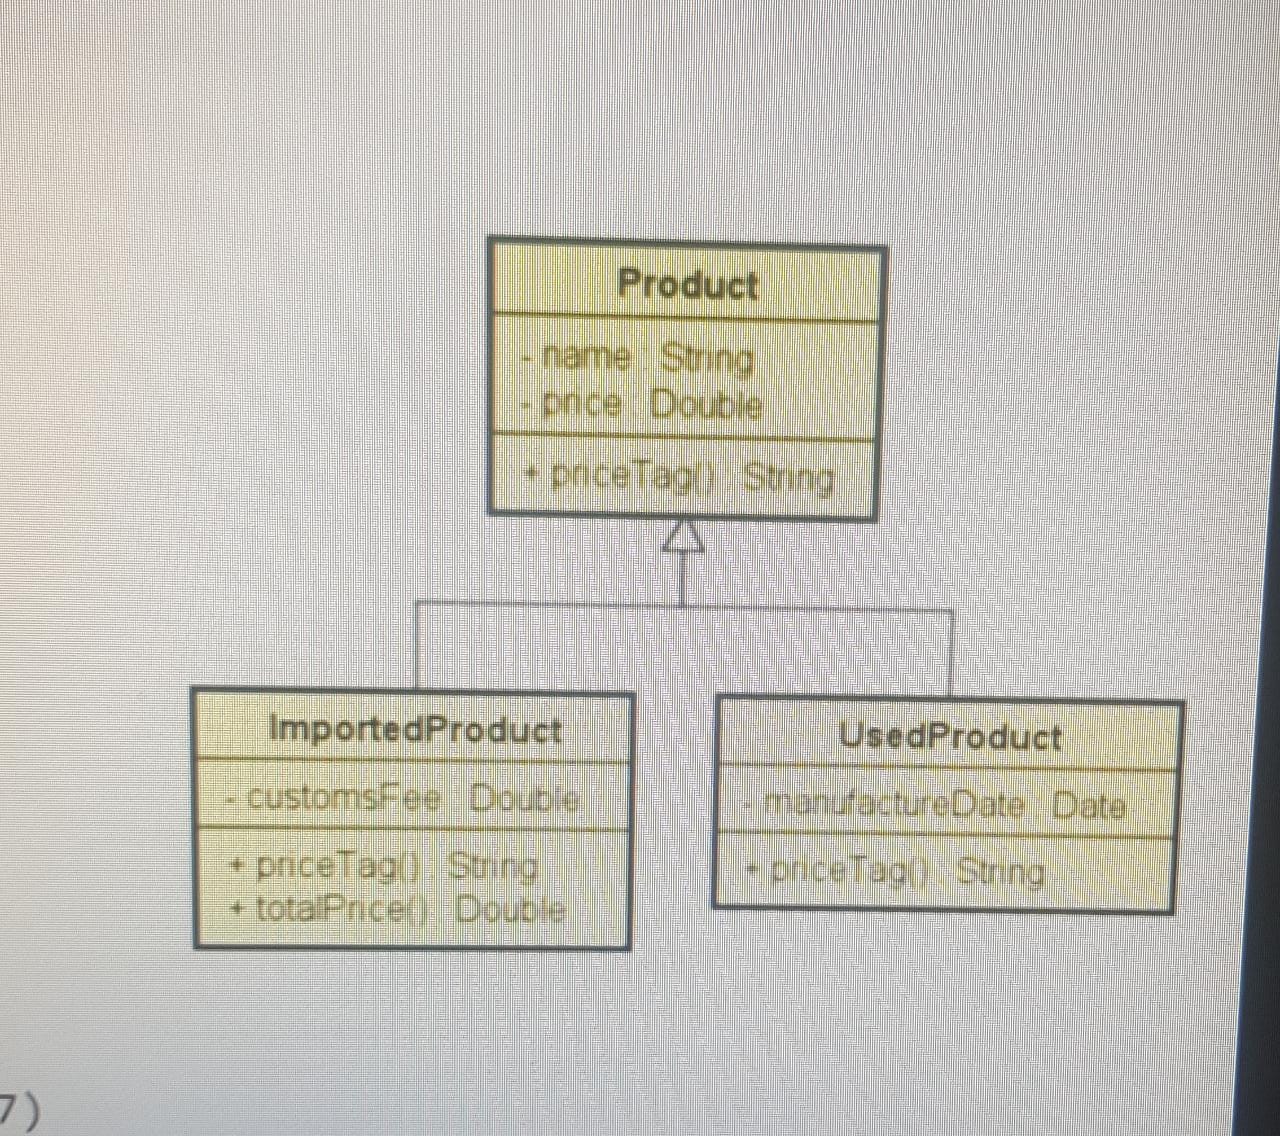 Product
- name : String
- price : Double
+ priceTag() : String
ImportedProduct
- customsFee : Double
+ priceTag() : String
+ totalPrice() : Double
UsedProduct
- manufactureDate : Date
+ priceTag() : String
7)